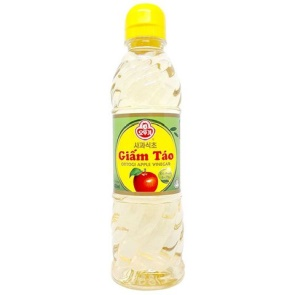 사과식초
Giấm Táo
OTTOGI APPLE VINEGAR